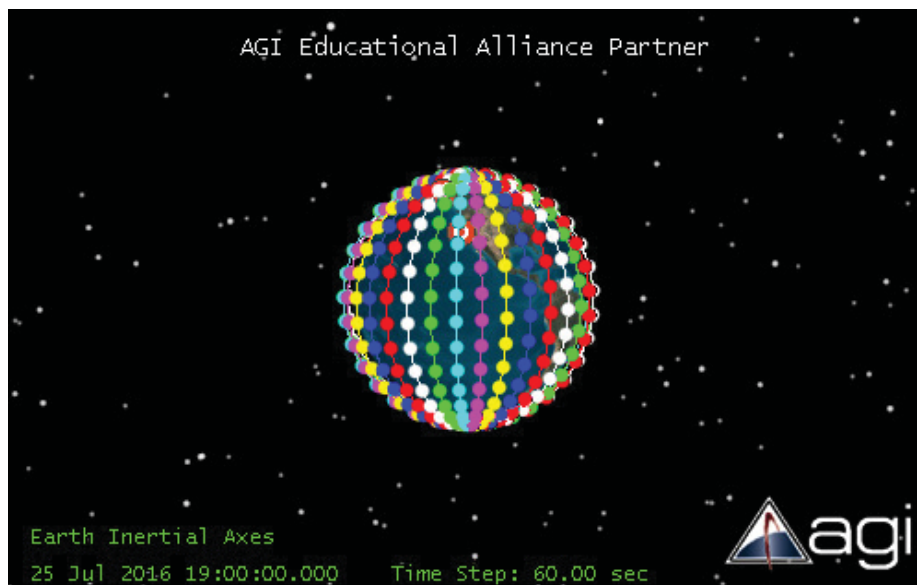 AGI Educational Alliance Partner
Earth Inertial Axes
25 Jul 2016 19:00:00.000 Time Step: 60.00 sec
agi